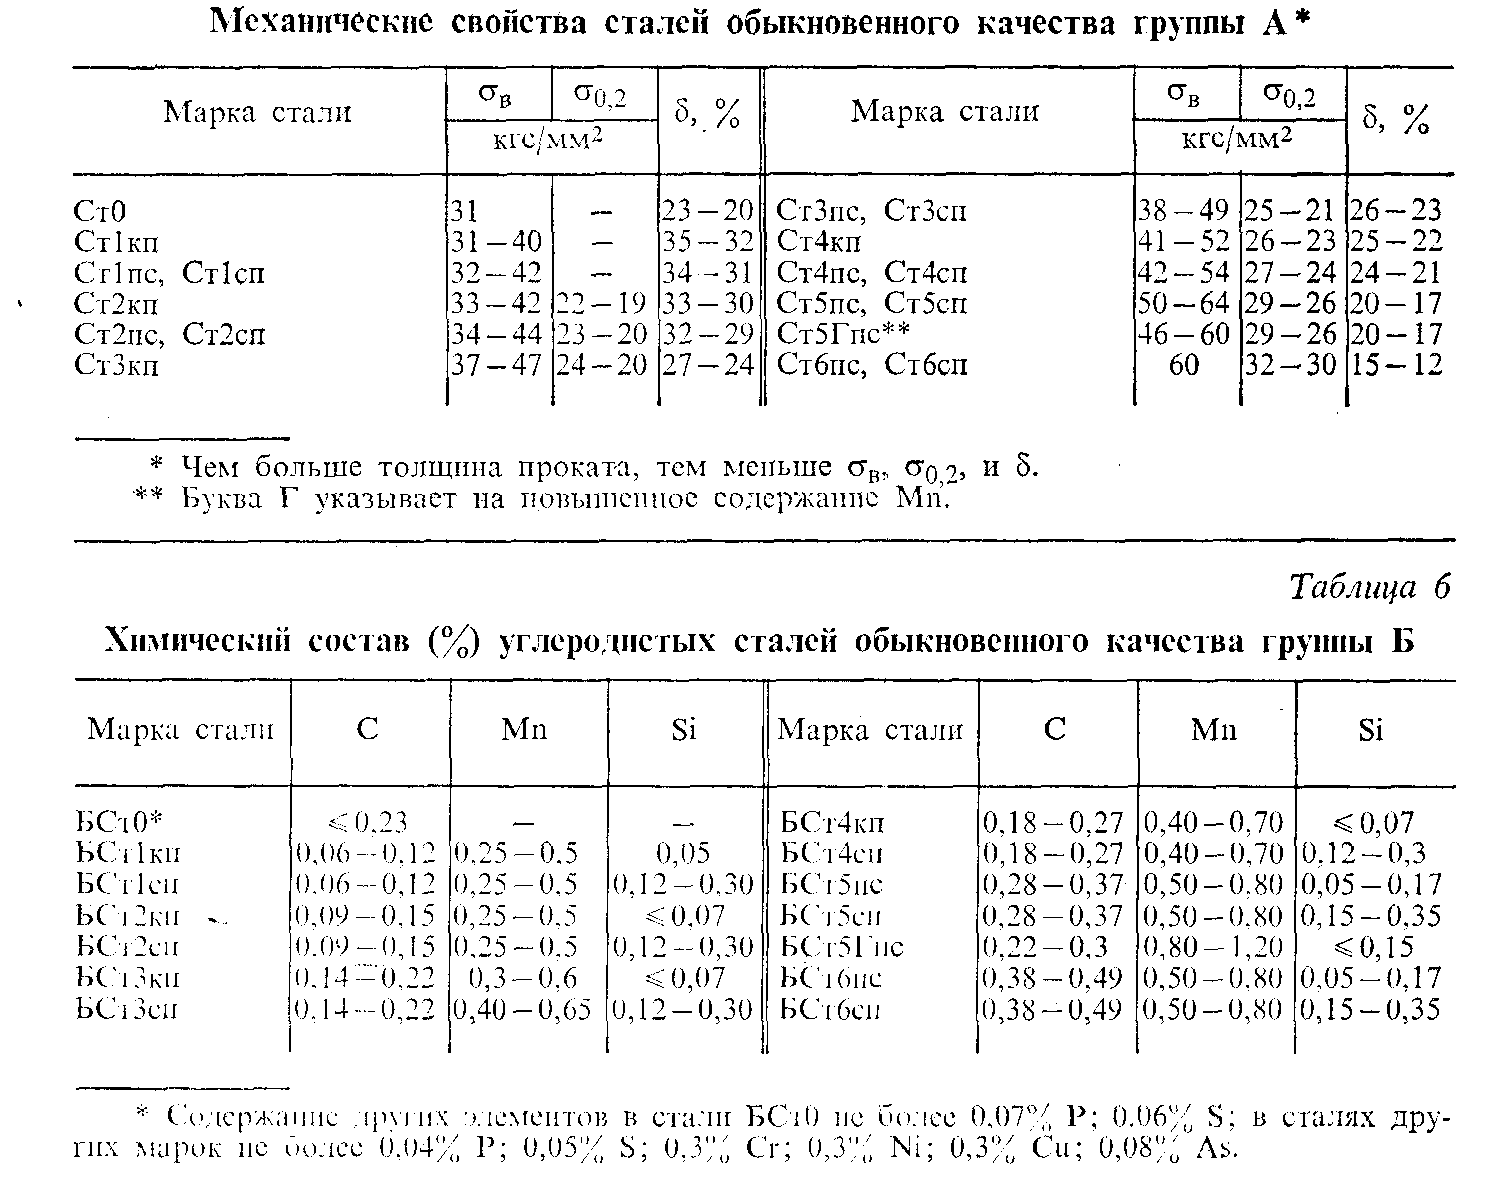 Механические свойства сталей обыкновенного качества группы А*
Марка стали σв σ0,2 δ, % Марка стали σв σ0,2 δ, %
кгс/мм2 кгс/мм2
Ст0 31 — 23—20 Ст3пс, Ст3сп 38—49 25—21 26—23
Ст1кп 31—40 — 35—32 Ст4кп 41—52 26—23 25—22
Ст1пс, Ст1сп 32—42 — 34—31 Ст4пс, Ст4сп 42—54 27—24 24—21
Ст2кп 33—42 22—19 33—30 Ст5пс, Ст5сп 50—64 29—26 20—17
Ст2пс, Ст2сп 34—44 23—20 32—29 Ст5Гпс** 46—60 29—26 20—17
Ст3кп 37—47 24—20 27—24 Ст6пс, Ст6сп 60 32—30 15—12
* Чем больше толщина проката, тем меньше σв, σ0,2, и δ.
** Буква Г указывает на повышенное содержание Mn.
Таблица 6
Химический состав (%) углеродистых сталей обыкновенного качества группы Б
Марка стали C Mn Si Марка стали C Mn Si
БСт0* ≤0,23 — — БСт4кп 0,18—0,27 0,40—0,70 ≤0,07
БСт1кп 0,06—0,12 0,25—0,5 0,05 БСт4сп 0,18—0,27 0,40—0,70 0,12—0,3
БСт1сп 0,06—0,12 0,25—0,5 0,12—0,30 БСт5пс 0,28—0,37 0,50—0,80 0,05—0,17
БСт2кп 0,09—0,15 0,25—0,5 ≤0,07 БСт5сп 0,28—0,37 0,50—0,80 0,15—0,35
БСт2сп 0,09—0,15 0,25—0,5 0,12—0,30 БСт5Гпс 0,22—0,3 0,80—1,20 ≤0,15
БСт3кп 0,14—0,22 0,3—0,6 ≤0,07 БСт6пс 0,38—0,49 0,50—0,80 0,05—0,17
БСт3сп 0,14—0,22 0,40—0,65 0,12—0,30 БСт6сп 0,38—0,49 0,50—0,80 0,15—0,35
* Содержание других элементов в стали БСт0 не более 0,07% P; 0,06% S; в сталях дру-
гих марок не более 0,04% P; 0,05% S; 0,3% Cr; 0,3% Ni; 0,3% Cu; 0,08% As.